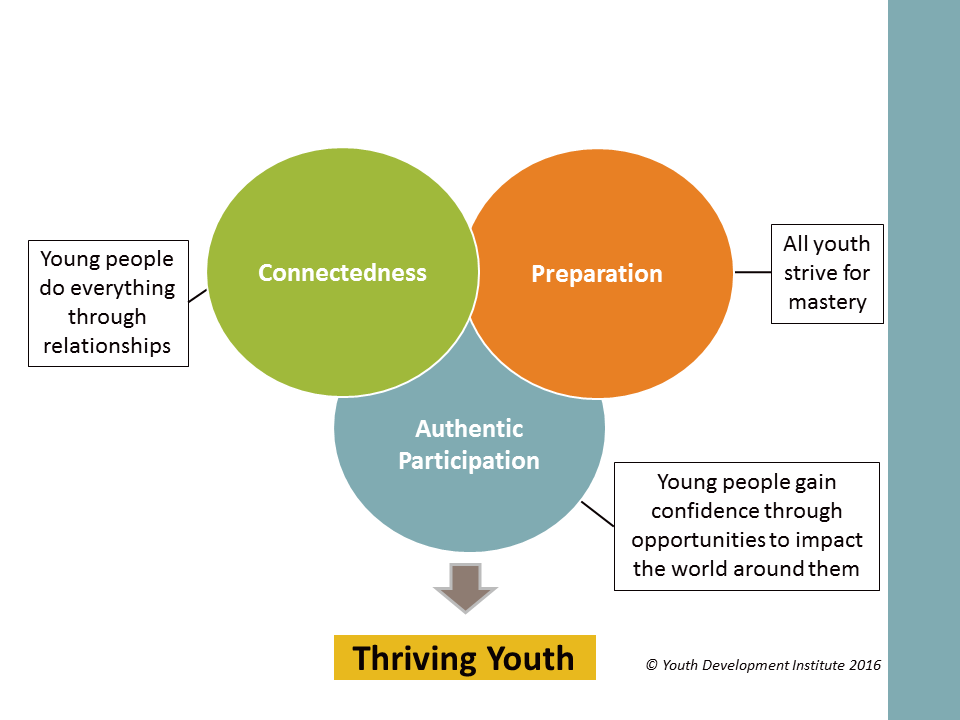 Connectedness
Preparation
Young people
do everything
through
relationships
All youth
strive for
mastery
Authentic
Participation
Young people gain
confidence through
opportunities to impact
the world around them
Thriving Youth
© Youth Development Institute 2016